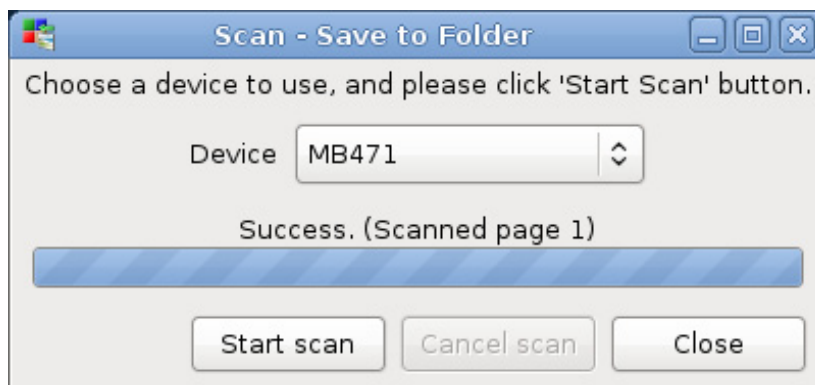 Scan - Save to Folder
Choose a device to use, and please click 'Start Scan' button.
Device MB471
Success. (Scanned page 1)
Start scan Cancel scan Close